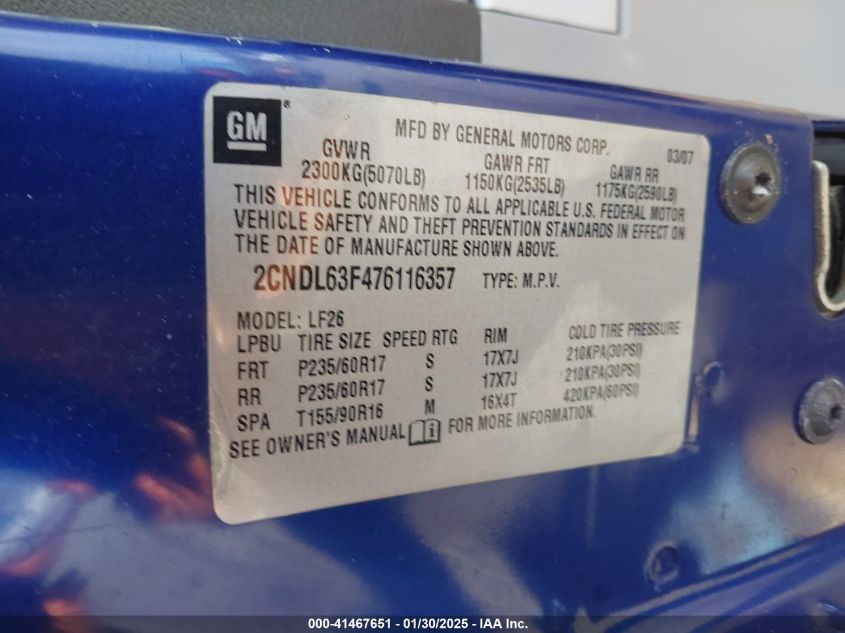 GM®
MFD BY GENERAL MOTORS CORP. 03/07
GVWR GAWR FRT GAWR RR
2300KG(5070LB) 1150KG(2535LB) 1175KG(2590LB)
THIS VEHICLE CONFORMS TO ALL APPLICABLE U.S. FEDERAL MOTOR
VEHICLE SAFETY AND THEFT PREVENTION STANDARDS IN EFFECT ON
THE DATE OF MANUFACTURE SHOWN ABOVE.
2CNDL63F476116357 TYPE: M.P.V.
MODEL: LF26
LPBU TIRE SIZE SPEED RTG RIM COLD TIRE PRESSURE
FRT P235/60R17 S 17X7J 210KPA(30PSI)
RR P235/60R17 S 17X7J 210KPA(30PSI)
SPA T155/90R16 M 16X4T 420KPA(60PSI)
SEE OWNER'S MANUAL i FOR MORE INFORMATION.
000-41467651 - 01/30/2025 - IAA Inc.